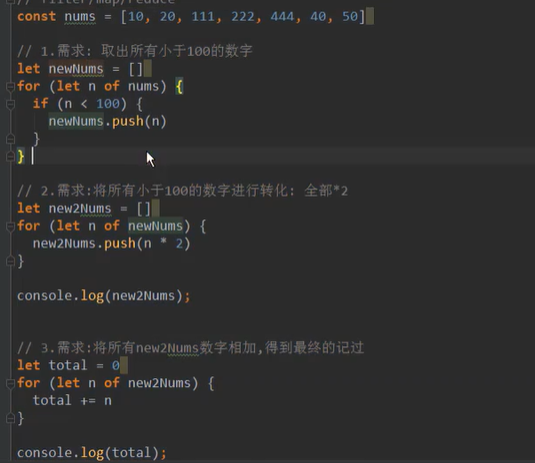 // filter/map/reduce
const nums = [10, 20, 111, 222, 444, 40, 50]
// 1.需求: 取出所有小于100的数字
let newNums = []
for (let n of nums) {
if (n < 100) {
newNums.push(n)
}
}
// 2.需求:将所有小于100的数字进行转化: 全部*2
let new2Nums = []
for (let n of newNums) {
new2Nums.push(n * 2)
}
console.log(new2Nums);
// 3.需求:将所有new2Nums数字相加,得到最终的记过
let total = 0
for (let n of new2Nums) {
total += n
}
console.log(total);